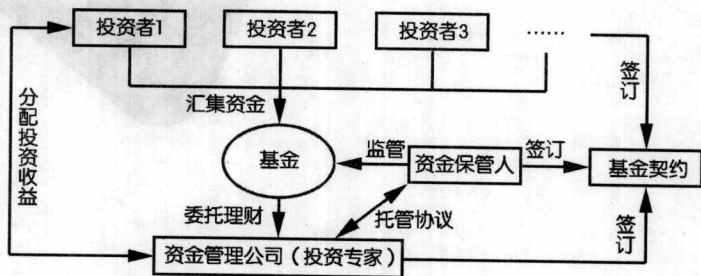 投资者1
投资者2
投资者3
……
签订
分配投资收益
汇集资金
基金
监管
资金保管人
签订
基金契约
委托理财
托管协议
签订
资金管理公司(投资专家)